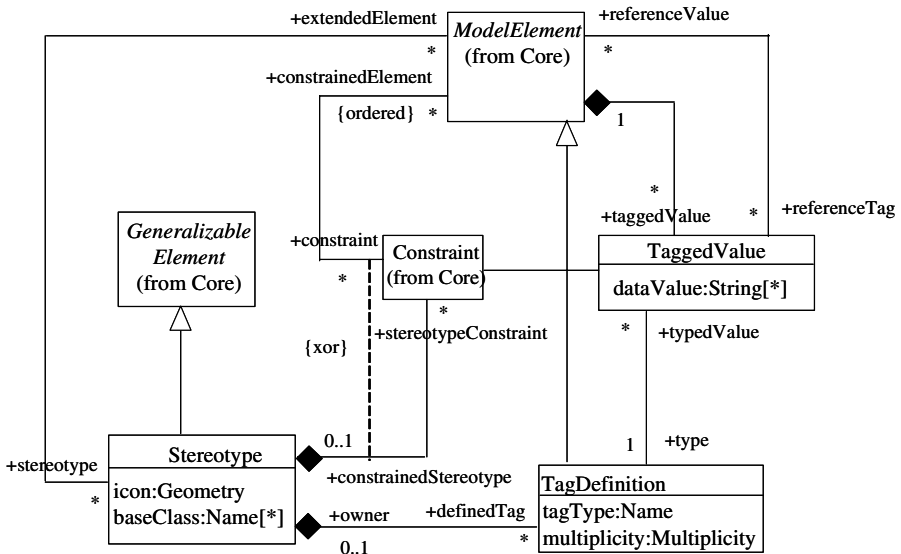 +extendedElement
*
ModelElement
(from Core)
+referenceValue
*
+constrainedElement
{ordered}
*
1
*
+taggedValue
*
+referenceTag
Generalizable
Element
(from Core)
+constraint
*
Constraint
(from Core)
TaggedValue
dataValue:String[*]
*
+stereotypeConstraint
{xor}
*
+typedValue
1
+type
+stereotype
*
Stereotype
icon:Geometry
baseClass:Name[*]
0..1
+constrainedStereotype
+owner
0..1
+definedTag
*
TagDefinition
tagType:Name
multiplicity:Multiplicity